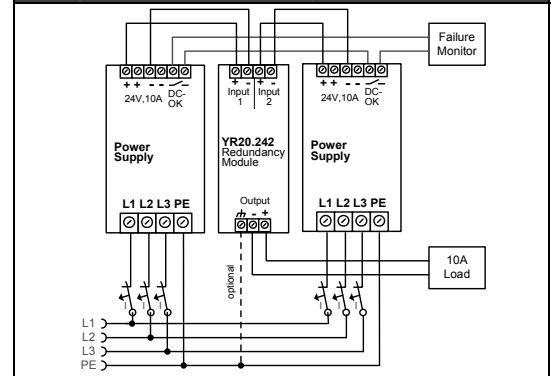 Failure
Monitor
+ + - - DC-
24V,10A OK
Power
Supply
L1 L2 L3 PE
+ - + -
Input Input
1 2
YR20.242
Redundancy
Module
Output
- +
optional
+ + - - DC-
24V,10A OK
Power
Supply
L1 L2 L3 PE
10A
Load
I I I
I I I
L1
L2
L3
PE